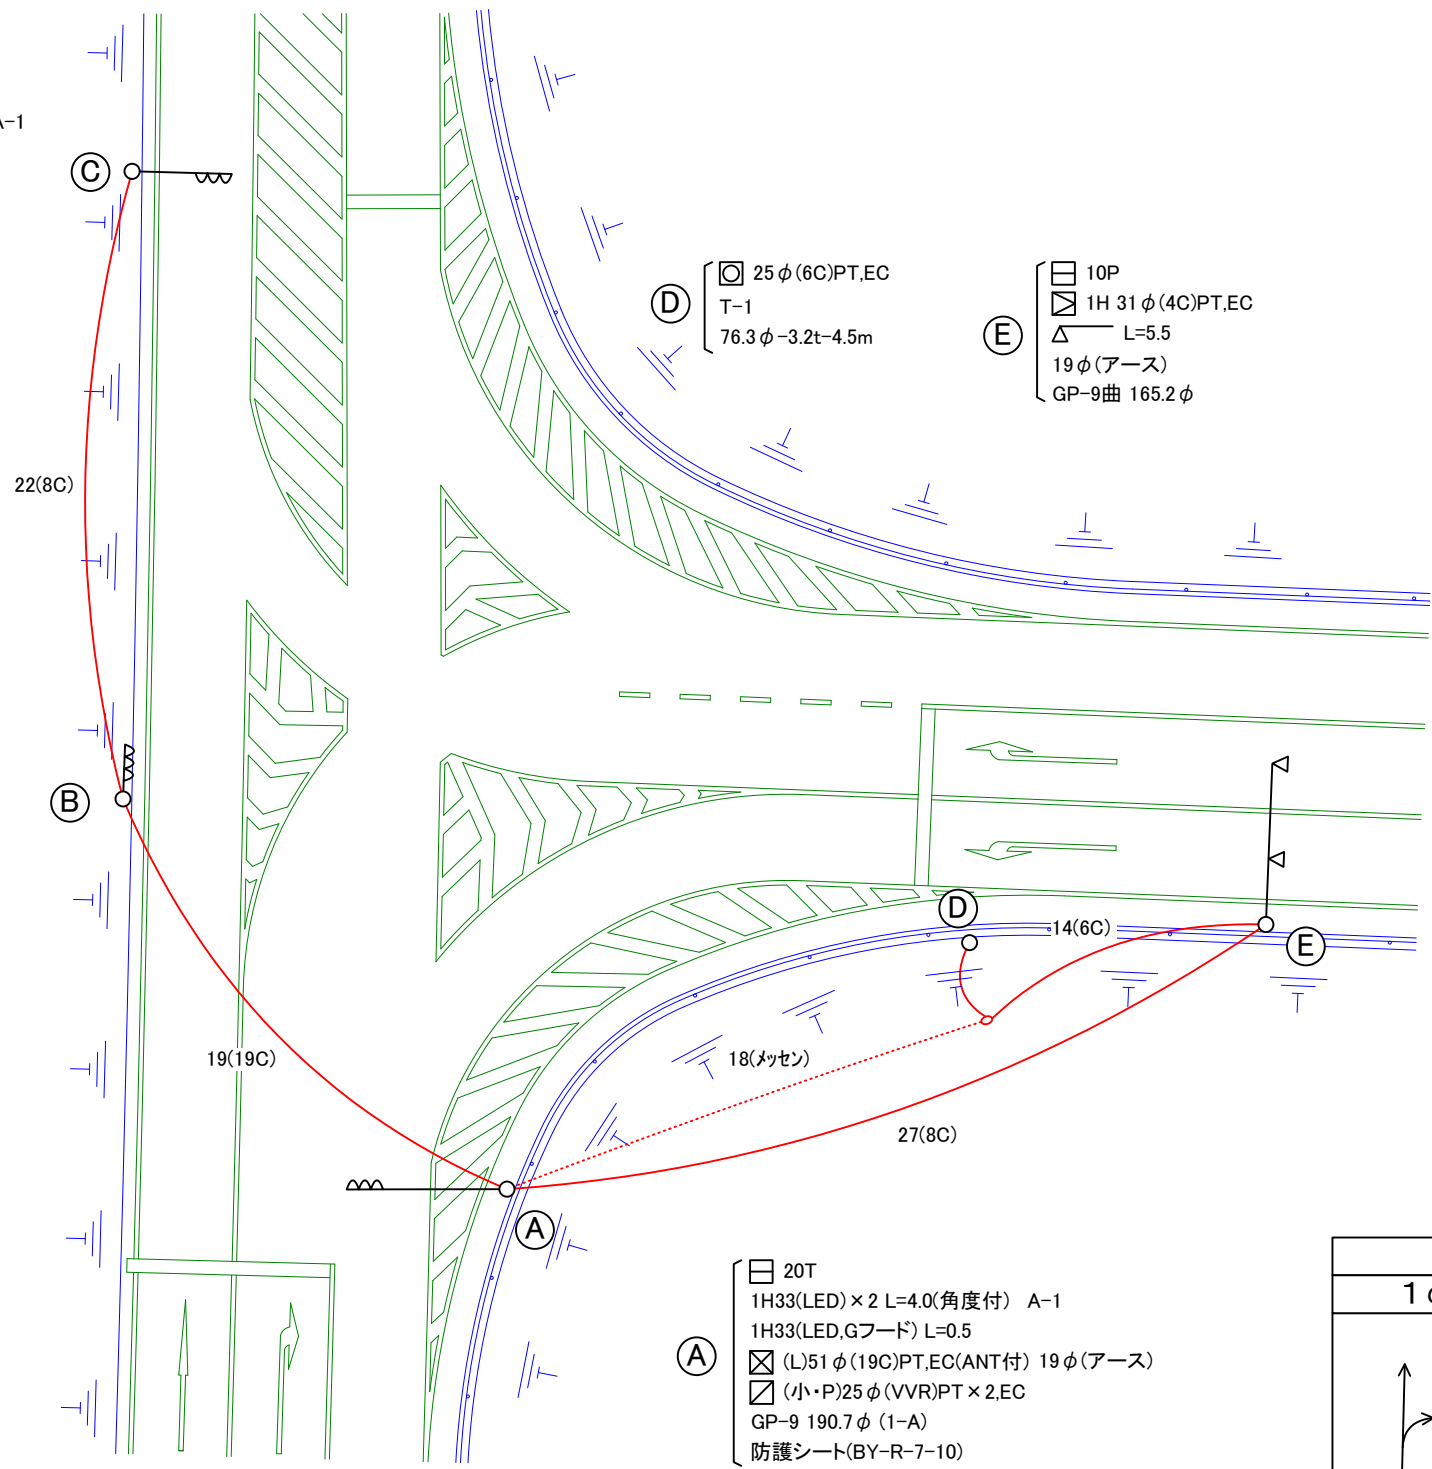 A-1
C
D
25φ(6C)PT,EC
T-1
76.3φ-3.2t-4.5m
E
10P
1H 31φ(4C)PT,EC
L=5.5
19φ(アース)
GP-9曲 165.2φ
22(8C)
B
D
14(6C)
E
19(19C)
18(メッセン)
27(8C)
A
A
20T
1H33(LED)×2 L=4.0(角度付) A-1
1H33(LED,Gフード) L=0.5
(L)51φ(19C)PT,EC(ANT付) 19φ(アース)
(小・P)25φ(VVR)PT×2,EC
GP-9 190.7φ (1-A)
防護シート(BY-R-7-10)
1